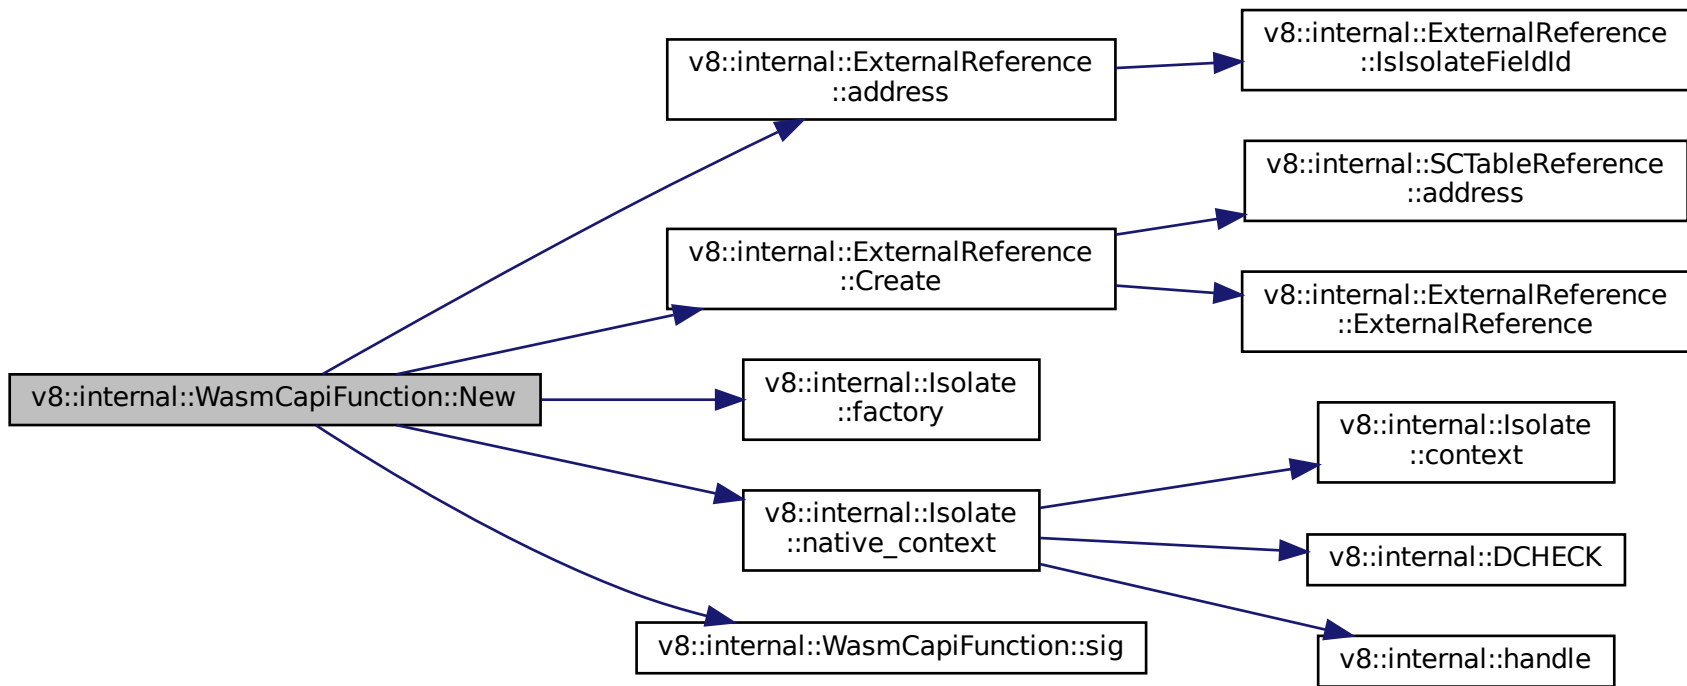 v8::internal::WasmCapiFunction::New
v8::internal::ExternalReference
::address
v8::internal::ExternalReference
::IsIsolateFieldId
v8::internal::ExternalReference
::Create
v8::internal::SCTableReference
::address
v8::internal::ExternalReference
::ExternalReference
v8::internal::Isolate
::factory
v8::internal::Isolate
::native_context
v8::internal::Isolate
::context
v8::internal::DCHECK
v8::internal::handle
v8::internal::WasmCapiFunction::sig